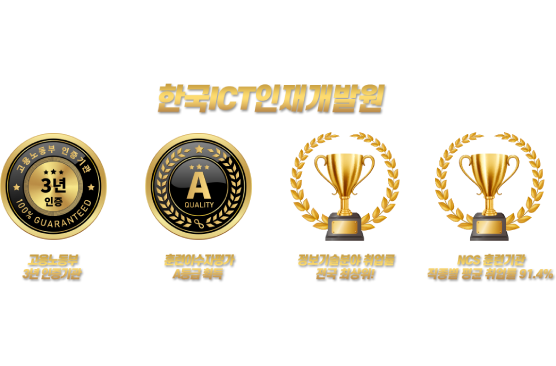 한국ICT인재개발원
고용노동부 인증기관
3년
인증
100% GUARANTEED
A
QUALITY
고용노동부
3년 인증기관
훈련이수자평가
A등급 획득
정보기술분야 취업률
전국 최상위!
NCS 훈련기관
직종별 평균 취업률 91.4%